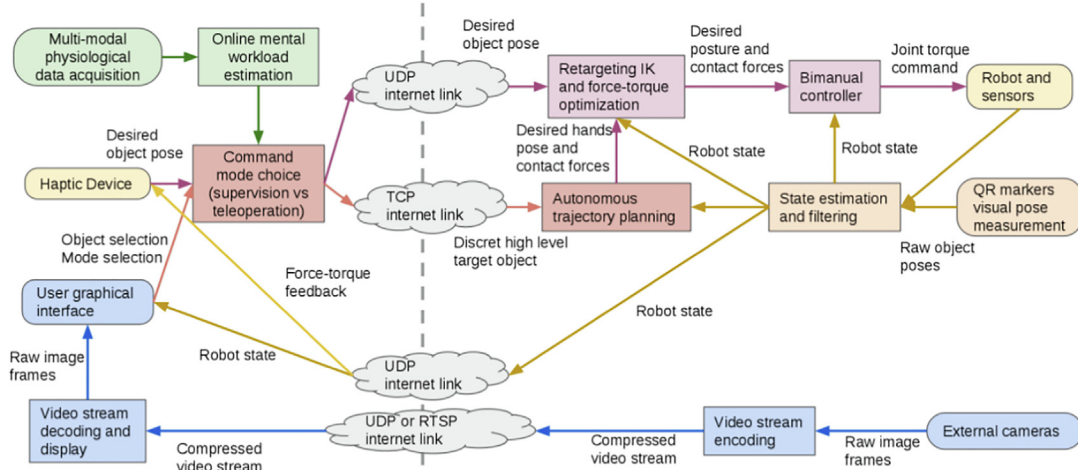 Multi-modal
physiological
data acquisition
Online mental
workload
estimation
Desired
object pose
Haptic Device
Command
mode choice
(supervision vs
teleoperation)
Object selection
Mode selection
User graphical
interface
Raw image
frames
Video stream
decoding and
display
Compressed
video stream
Robot state
Force-torque
feedback
UDP
internet link
TCP
internet link
UDP
internet link
UDP or RTSP
internet link
Desired
object pose
Retargeting IK
and force-torque
optimization
Desired
posture and
contact forces
Bimanual
controller
Joint torque
command
Robot and
sensors
Desired hands
pose and
contact forces
Robot state
Robot state
Autonomous
trajectory planning
Discret high level
target object
State estimation
and filtering
QR markers
visual pose
measurement
Raw object
poses
Robot state
Compressed
video stream
Video stream
encoding
Raw image
frames
External cameras